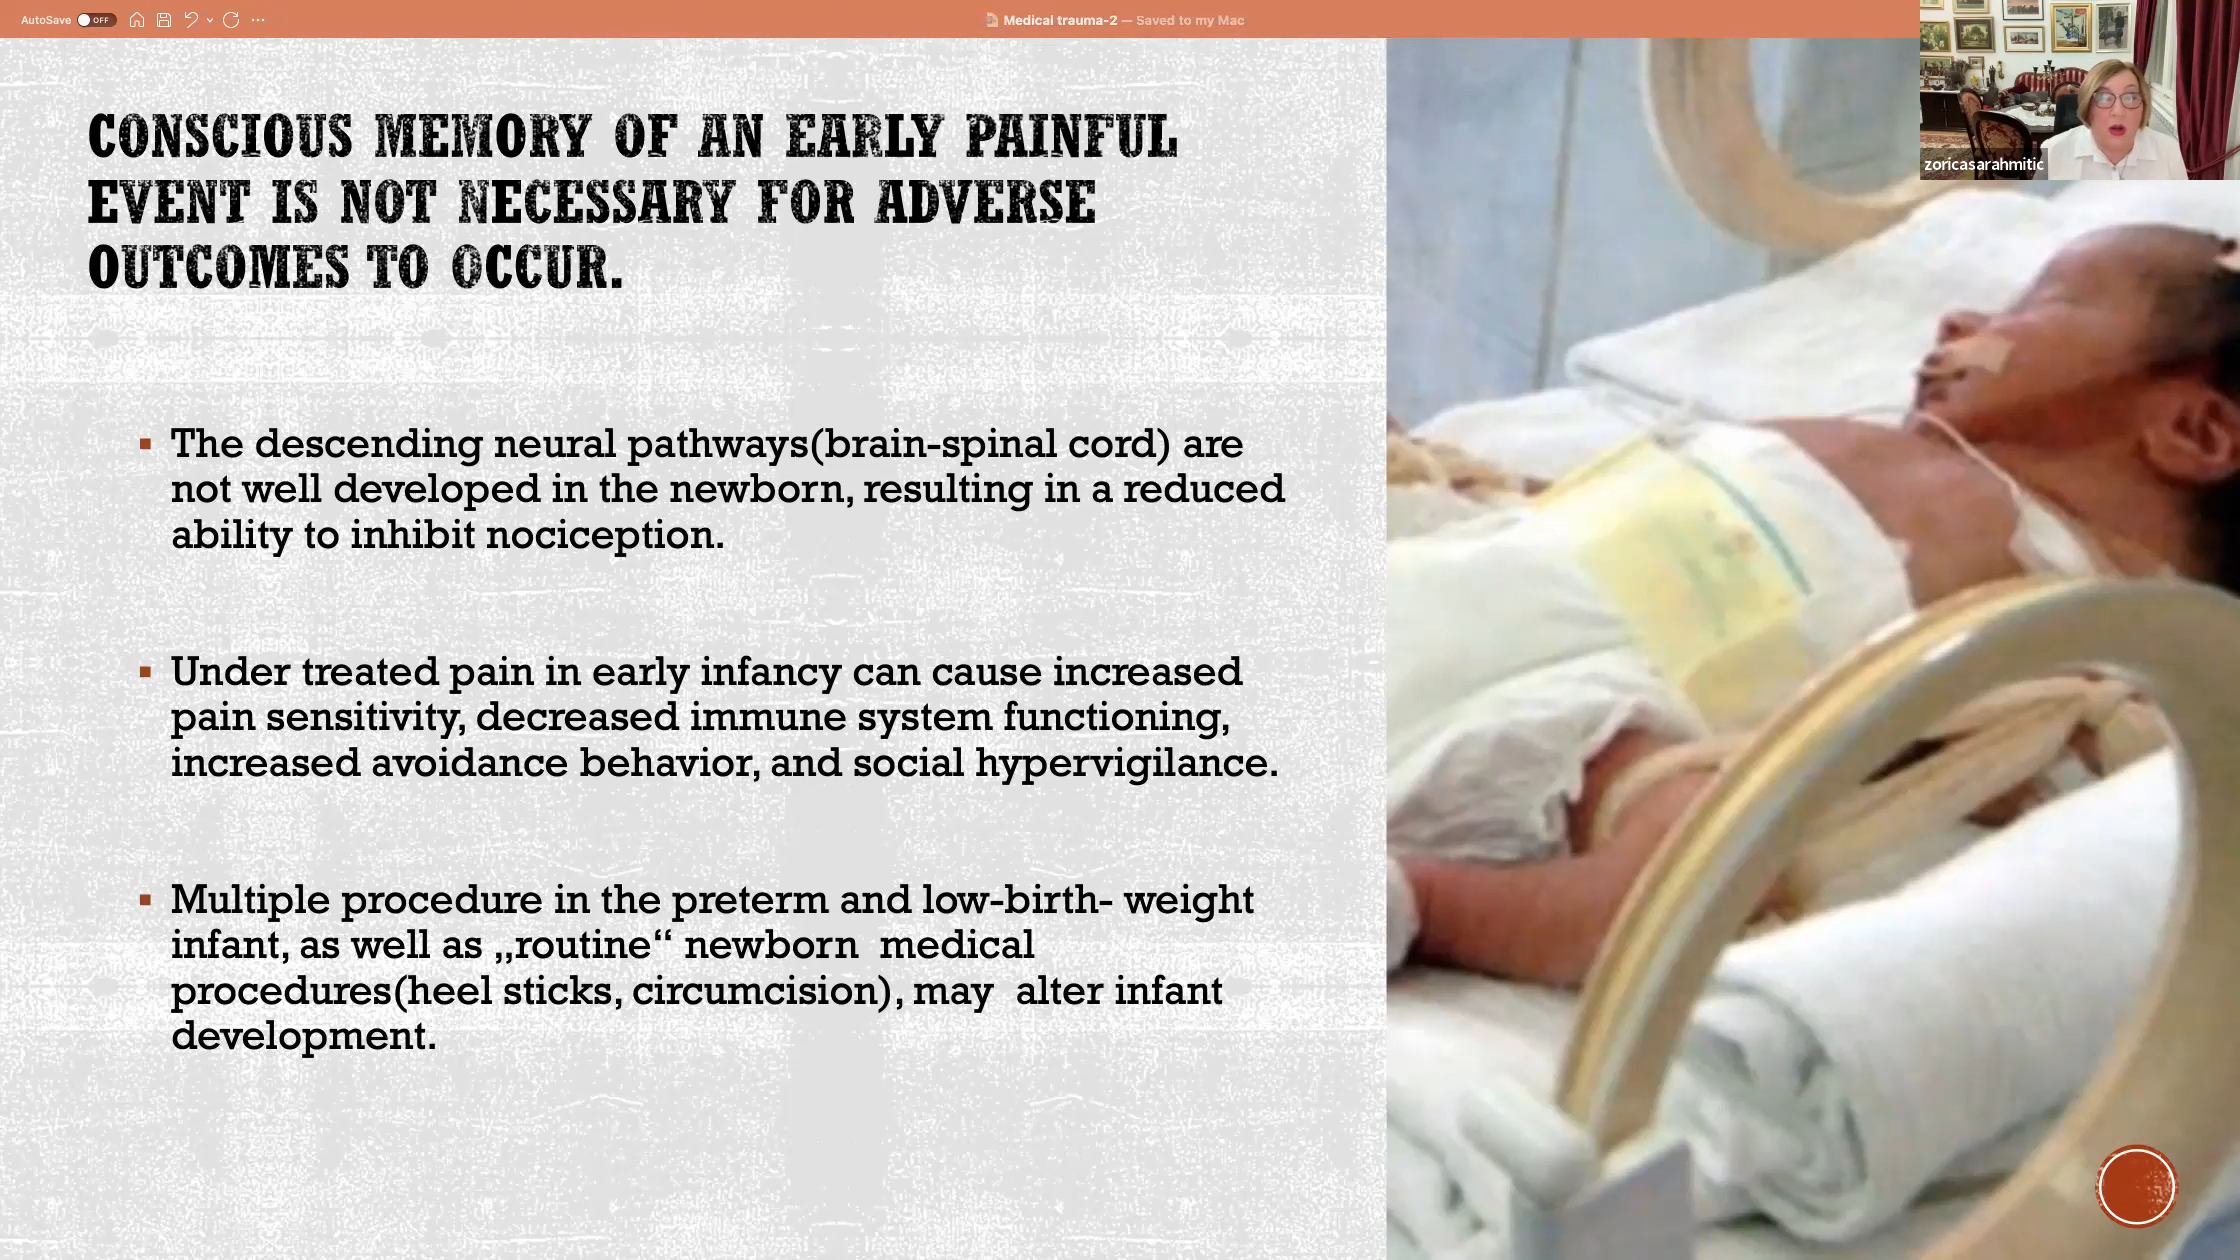 AutoSave OFF
Medical trauma-2 — Saved to my Mac
zoricasarahmitic
CONSCIOUS MEMORY OF AN EARLY PAINFUL
EVENT IS NOT NECESSARY FOR ADVERSE
OUTCOMES TO OCCUR.
▪ The descending neural pathways(brain-spinal cord) are
not well developed in the newborn, resulting in a reduced
ability to inhibit nociception.
▪ Under treated pain in early infancy can cause increased
pain sensitivity, decreased immune system functioning,
increased avoidance behavior, and social hypervigilance.
▪ Multiple procedure in the preterm and low-birth- weight
infant, as well as „routine“ newborn  medical
procedures(heel sticks, circumcision), may  alter infant
development.